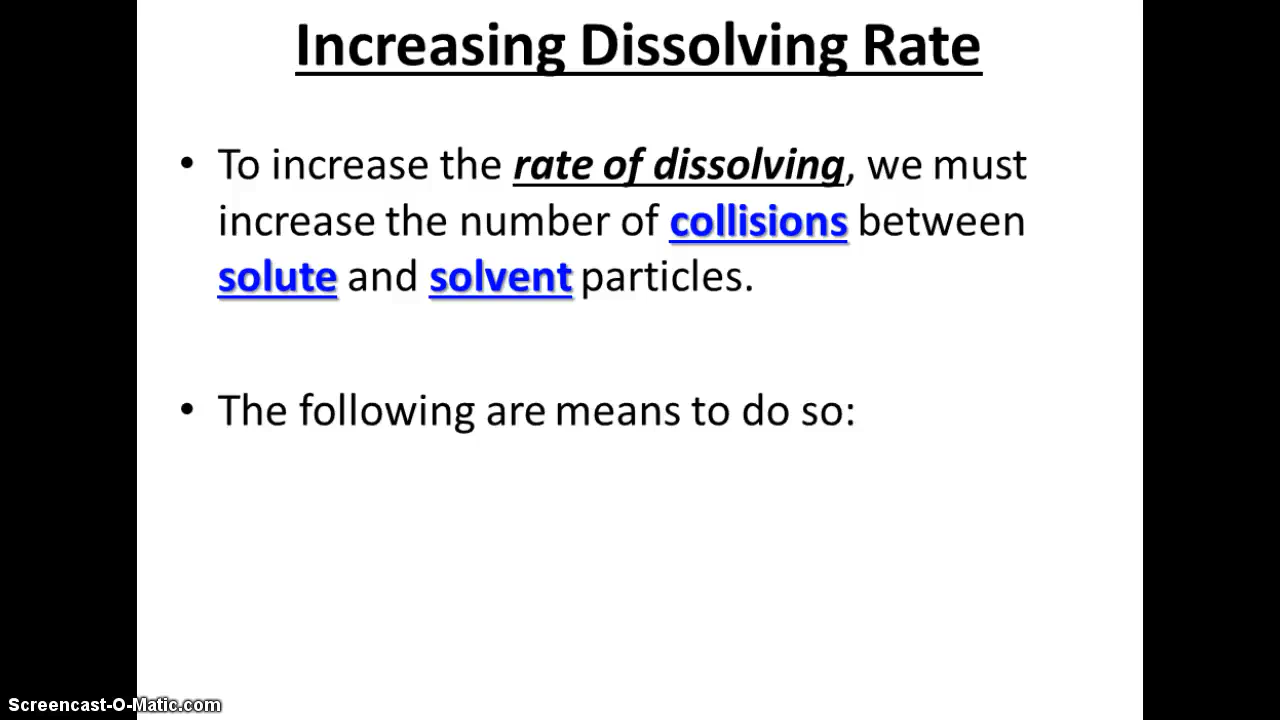 Increasing Dissolving Rate
• To increase the rate of dissolving, we must
increase the number of collisions between
solute and solvent particles.
• The following are means to do so:
Screencast-O-Matic.com